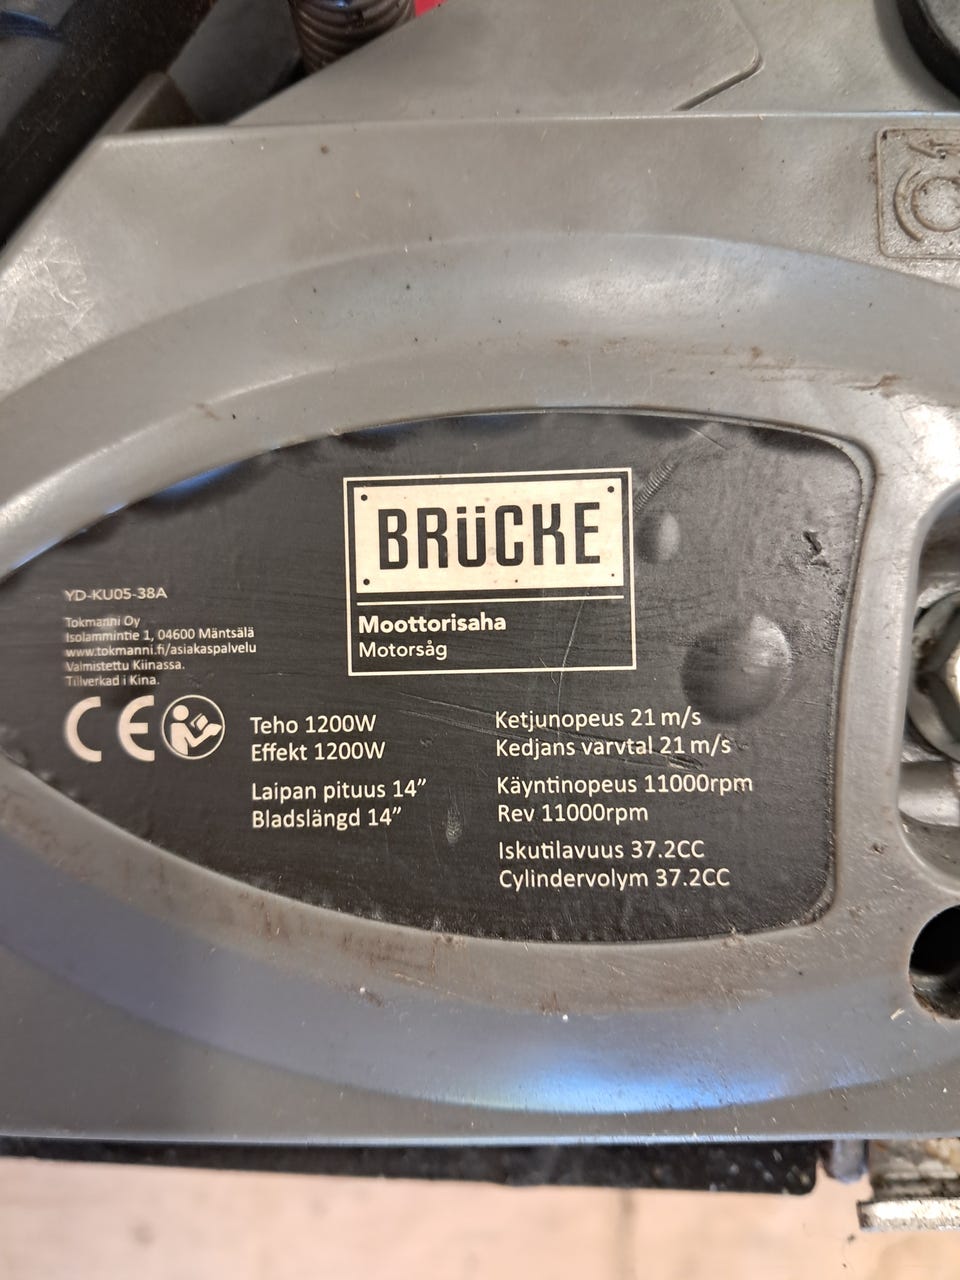 BRÜCKE
Moottorisaha
Motorsåg
YD-KU05-38A
Tokmanni Oy
Isolammintie 1, 04600 Mäntsälä
www.tokmanni.fi/asiakaspalvelu
Valmistettu Kiinassa.
Tillverkad i Kina.
CE
Teho 1200W
Effekt 1200W
Laipan pituus 14”
Bladslängd 14”
Ketjunopeus 21 m/s
Kedjans varvtal 21 m/s
Käyntinopeus 11000rpm
Rev 11000rpm
Iskutilavuus 37.2CC
Cylindervolym 37.2CC